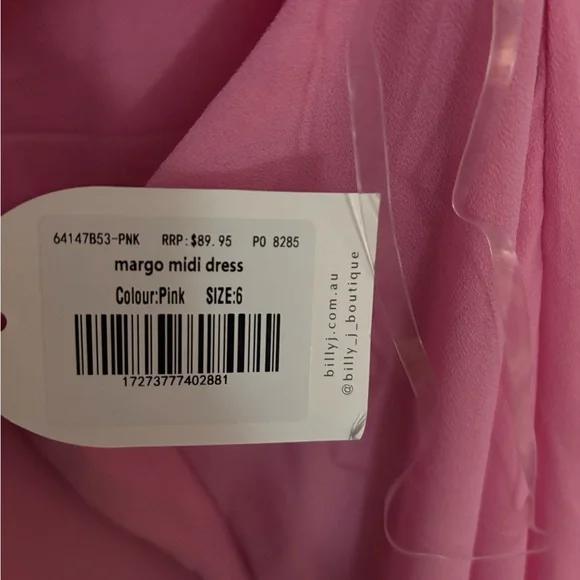 64147B53-PNK RRP:$89.95 PO 8285
margo midi dress
Colour:Pink SIZE:6
17273777402881
billyj.com.au
@billy_j_boutique